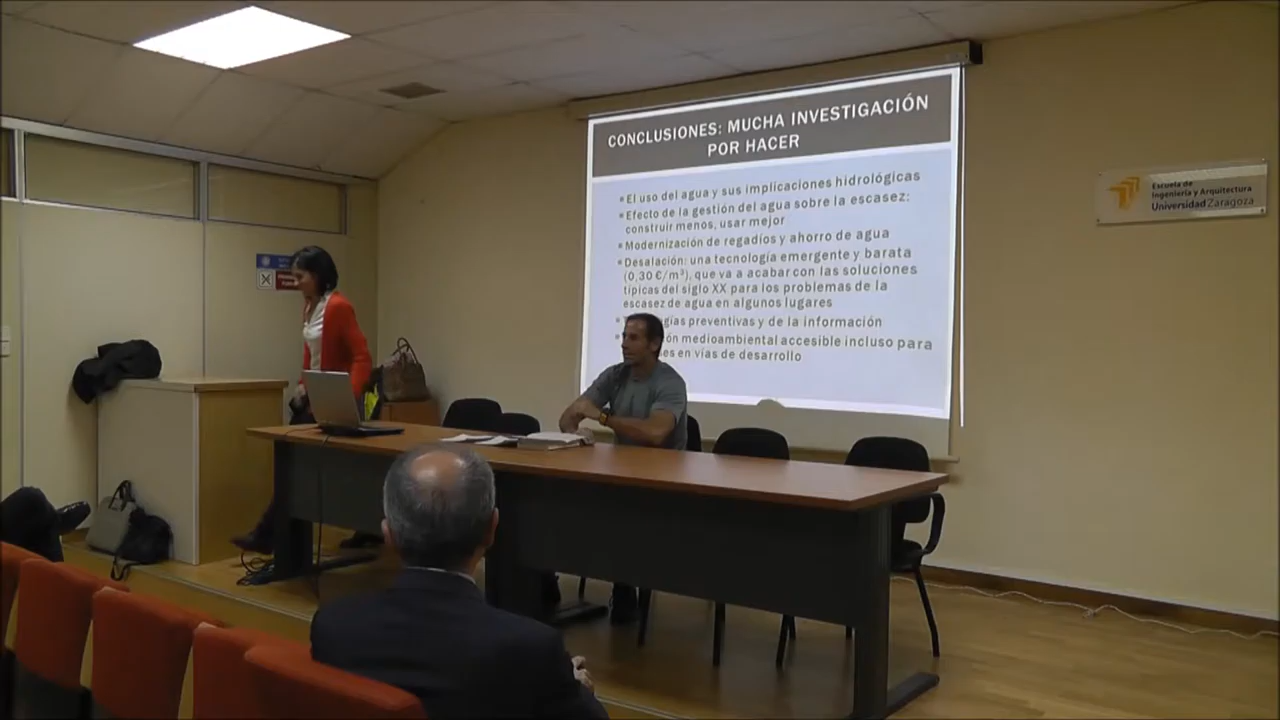 CONCLUSIONES: MUCHA INVESTIGACIÓN
POR HACER
El uso del agua y sus implicaciones hidrológicas
Efecto de la gestión del agua sobre la escasez:
construir menos, usar mejor
Modernización de regadíos y ahorro de agua
Desalación: una tecnología emergente y barata
(0,30 €/m³), que va a acabar con las soluciones
típicas del siglo XX para los problemas de la
escasez de agua en algunos lugares
preventivas y de la información
medioambiental accesible incluso para
en vías de desarrollo
Escuela de
Ingeniería y Arquitectura
Universidad Zaragoza